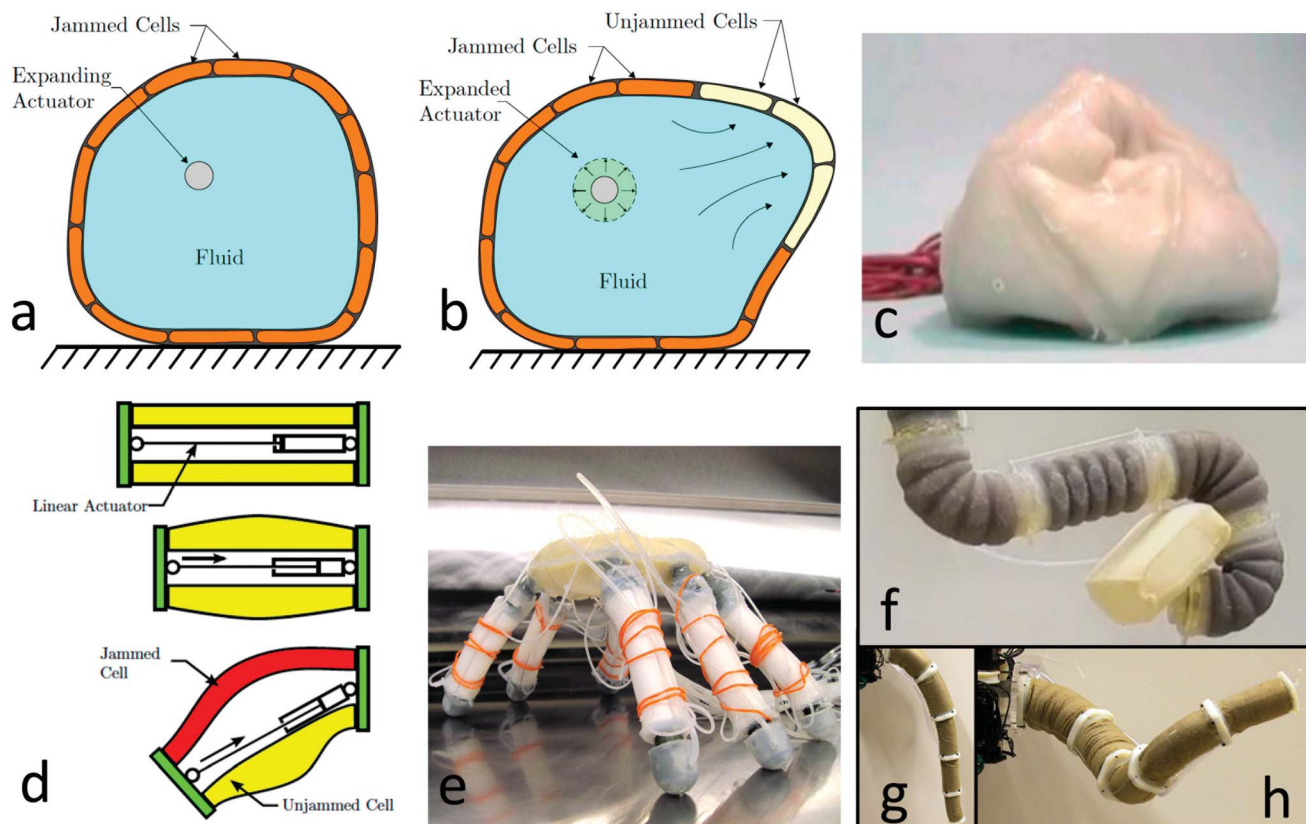 Jammed Cells
Expanding
Actuator
Fluid
a
Unjammed Cells
Jammed Cells
Expanded
Actuator
Fluid
b
c
Linear Actuator
Jammed
Cell
Unjammed Cell
d
e
f
g
h